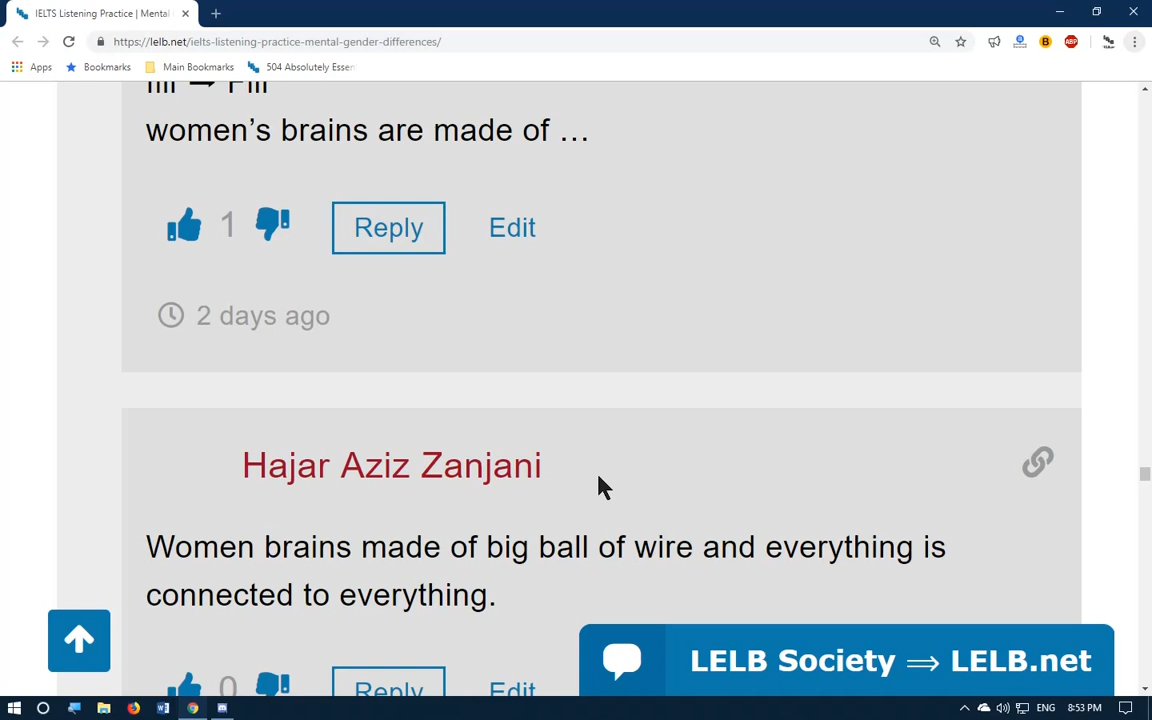 IELTS Listening Practice | Mental
https://lelb.net/ielts-listening-practice-mental-gender-differences/
Apps Bookmarks Main Bookmarks 504 Absolutely Essen
women’s brains are made of …
1 Reply Edit
2 days ago
Hajar Aziz Zanjani
Women brains made of big ball of wire and everything is
connected to everything.
LELB Society ⟹ LELB.net
0 Reply Edit
ENG 8:53 PM